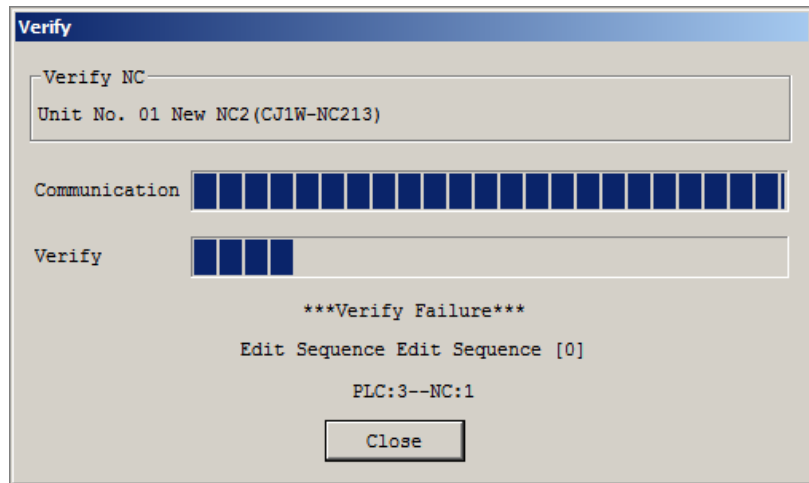 Verify
Verify NC
Unit No. 01 New NC2(CJ1W-NC213)
Communication
Verify
***Verify Failure***
Edit Sequence Edit Sequence [0]
PLC:3--NC:1
Close